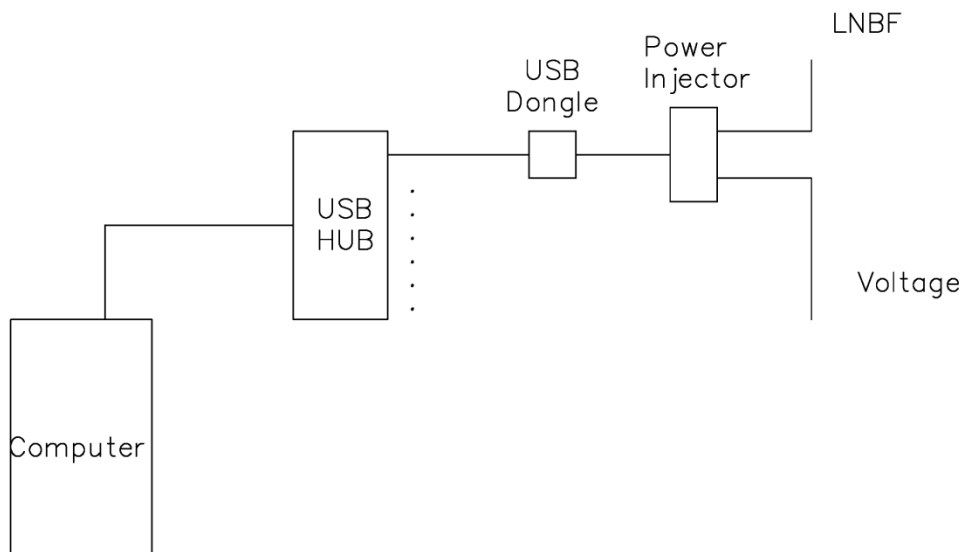 LNBF
Power
Injector
USB
Dongle
USB
HUB
Voltage
Computer